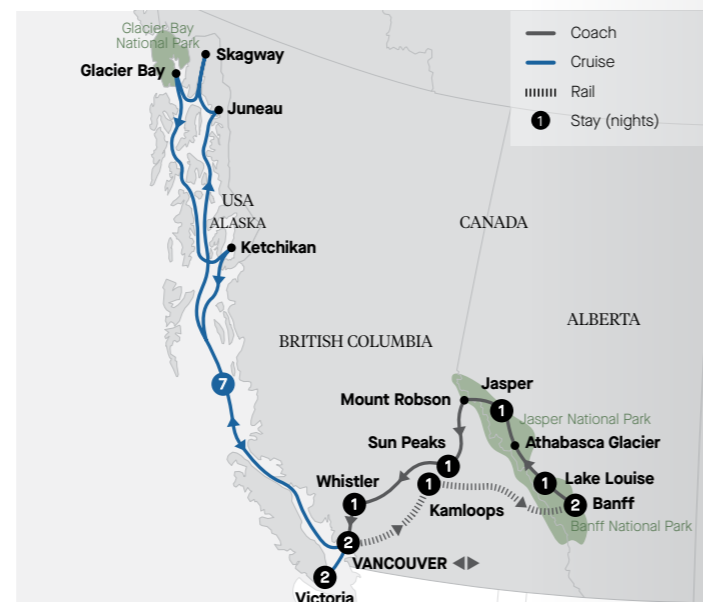 Glacier Bay
National Park
Skagway
Glacier Bay
Juneau
Coach
Cruise
Rail
1 Stay (nights)
USA
ALASKA
CANADA
Ketchikan
ALBERTA
BRITISH COLUMBIA
7
Jasper
Mount Robson
1
Jasper National Park
Sun Peaks
Athabasca Glacier
1
Whistler
1
1
Lake Louise
1
Kamloops
2
Banff
Banff National Park
2
VANCOUVER
2
Victoria